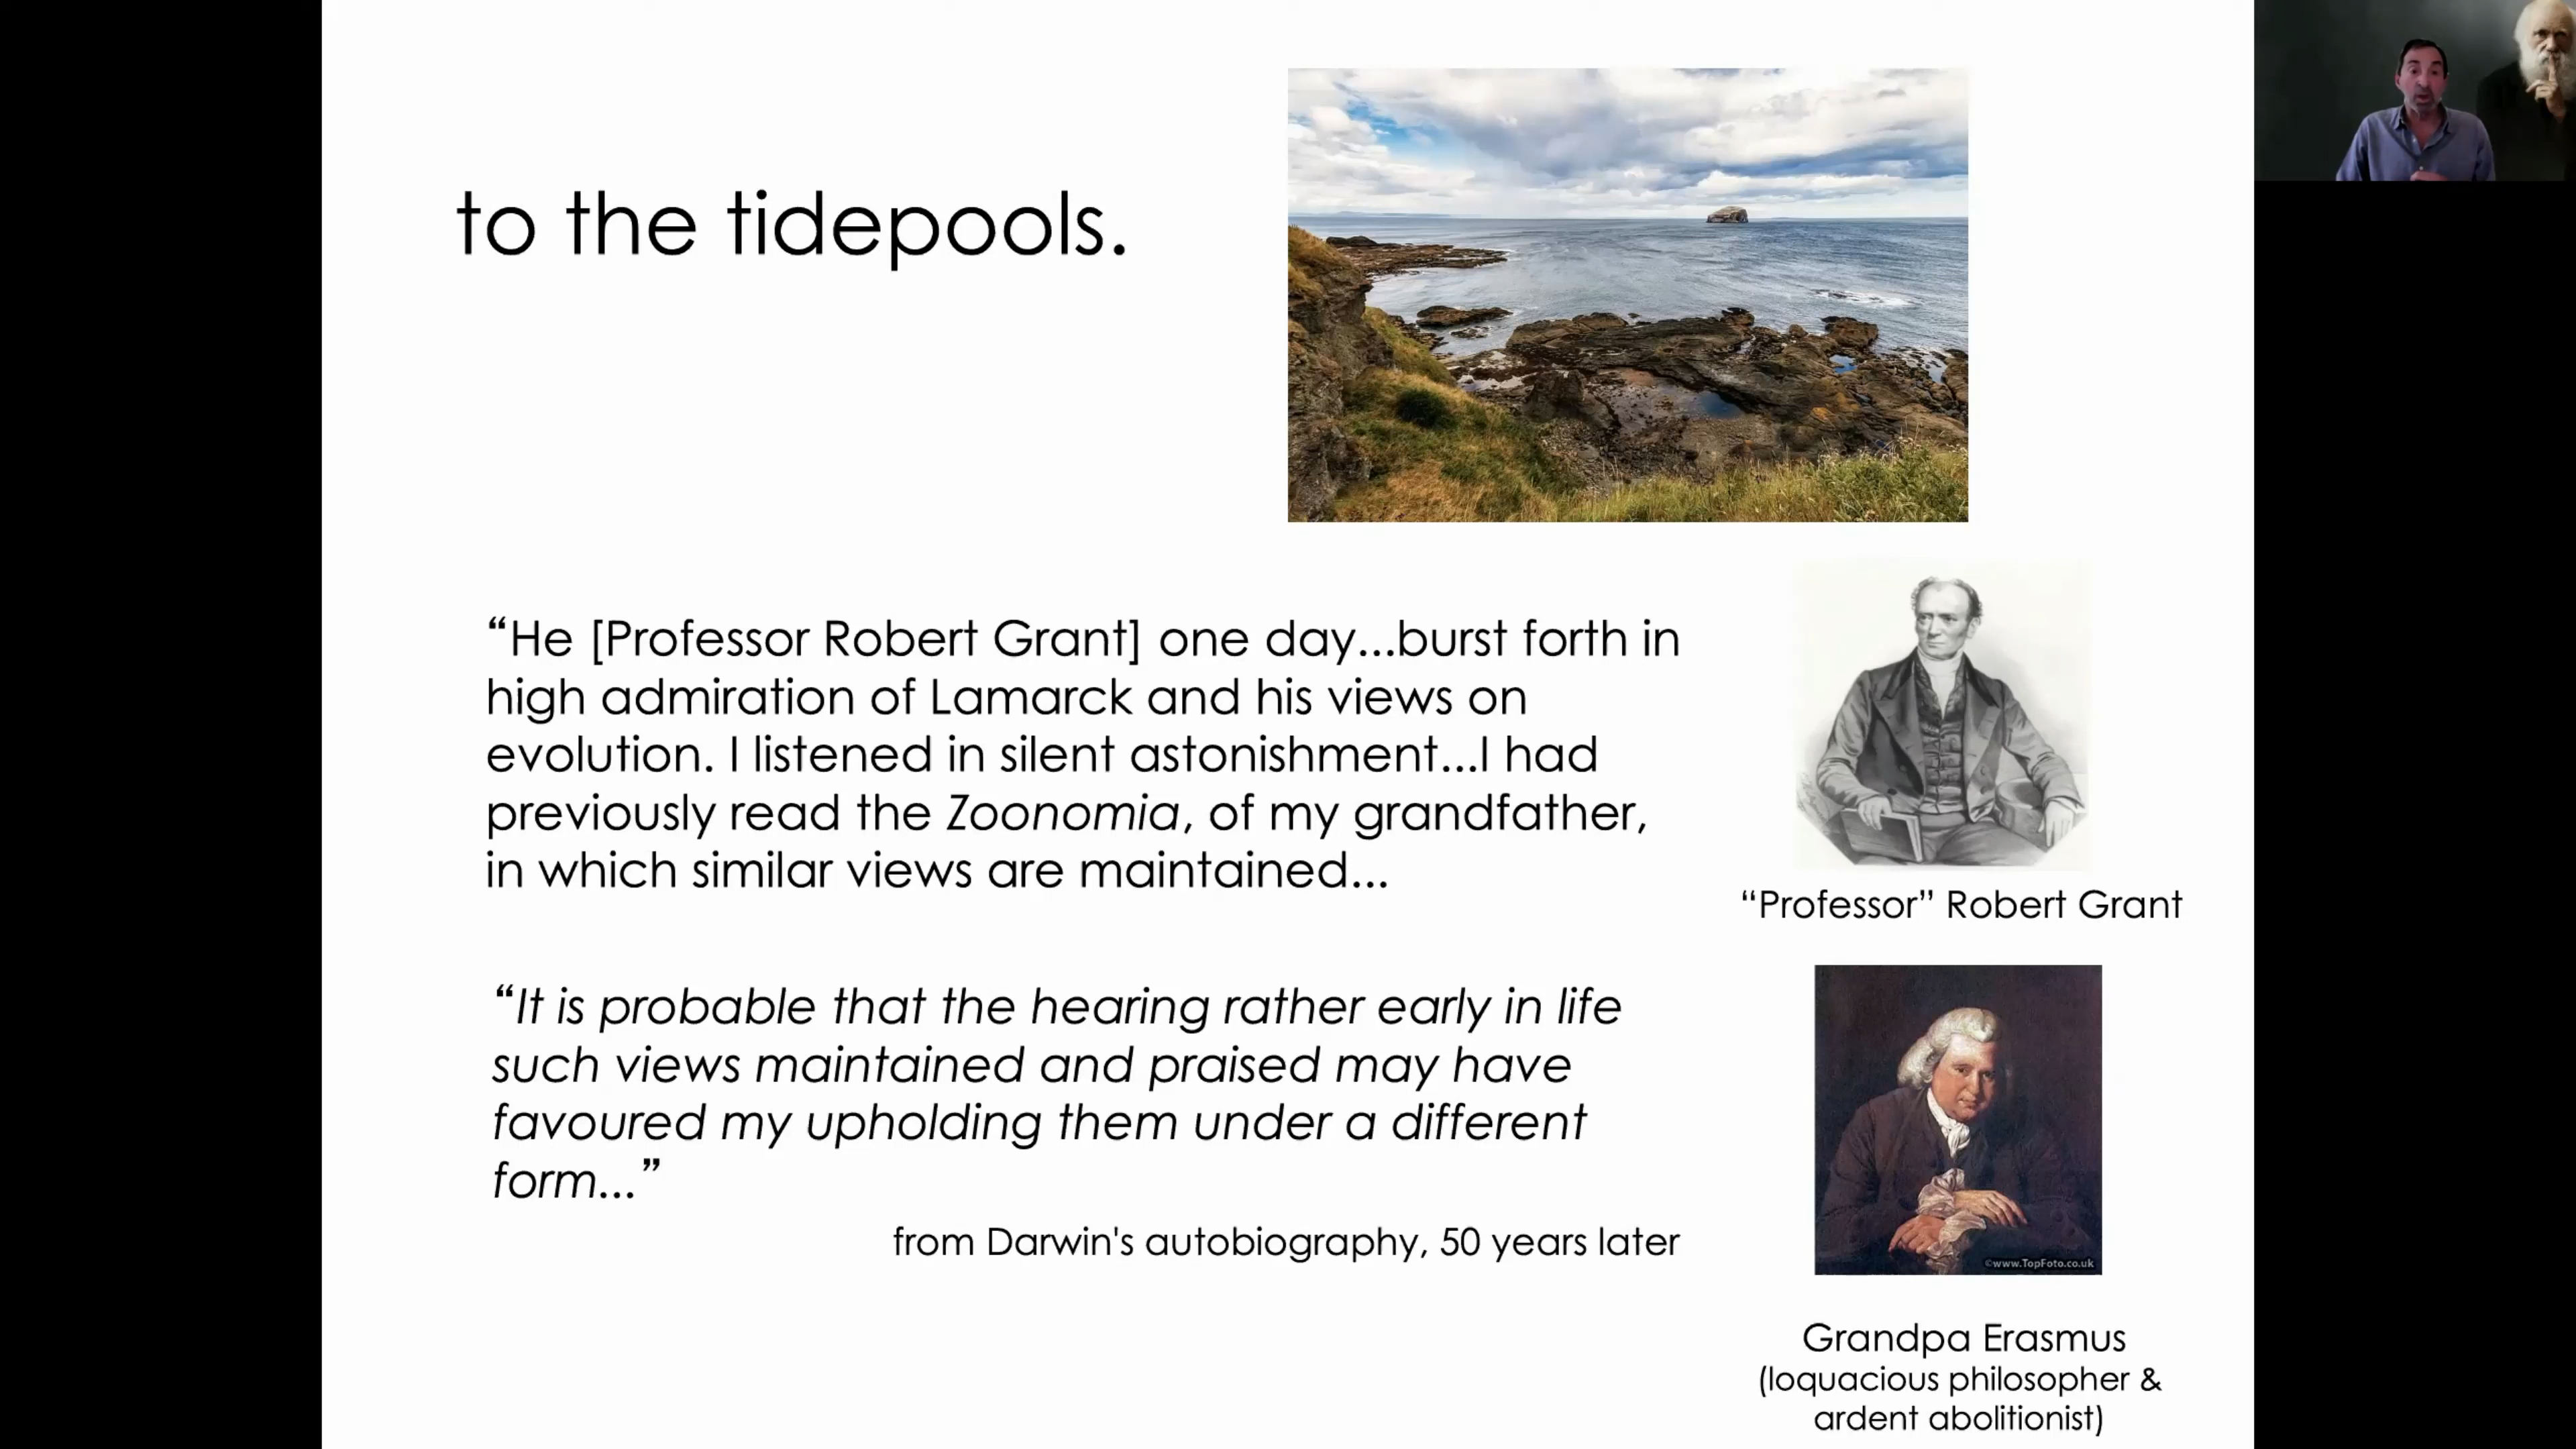 to the tidepools.
“He [Professor Robert Grant] one day...burst forth in
high admiration of Lamarck and his views on
evolution. I listened in silent astonishment...I had
previously read the Zoonomia, of my grandfather,
in which similar views are maintained...
“Professor” Robert Grant
“It is probable that the hearing rather early in life
such views maintained and praised may have
favoured my upholding them under a different
form...”
from Darwin's autobiography, 50 years later
©www.TopFoto.co.uk
Grandpa Erasmus
(loquacious philosopher &
ardent abolitionist)